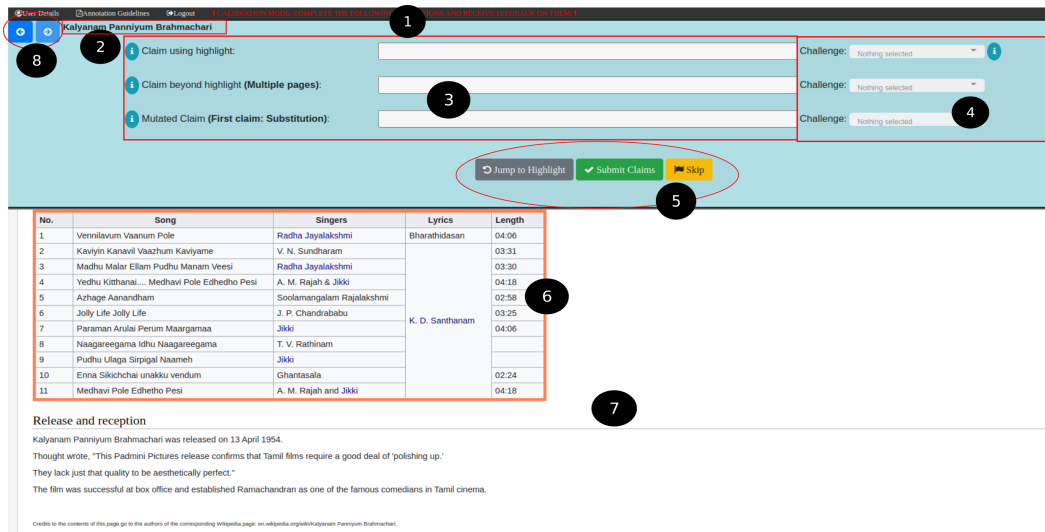 User Details Annotation Guidelines Logout ! CALIBRATION MODE. COMPLETE THE FOLLOWING AND RECEIVE FEEDBACK ON THEM !
1
Kalyanam Panniyum Brahmachari
2
8
Claim using highlight: Challenge: Nothing selected
Claim beyond highlight (Multiple pages): Challenge: Nothing selected
3
4
Mutated Claim (First claim: Substitution): Challenge: Nothing selected
Jump to Highlight Submit Claims Skip
5
No. Song Singers Lyrics Length
1 Vennilavum Vaanum Pole Radha Jayalakshmi Bharathidasan 04:06
2 Kaviyin Kanavil Vaazhum Kaviyame V. N. Sundharam 03:31
3 Madhu Malar Ellam Pudhu Manam Veesi Radha Jayalakshmi 03:30
4 Yedhu Kitthanai.... Medhavi Pole Edhedho Pesi A. M. Rajah & Jikki 04:18
5 Azhage Aanandham Soolamangalam Rajalakshmi 02:58
6
6 Jolly Life Jolly Life J. P. Chandrababu K. D. Santhanam 03:25
7 Paraman Arulai Perum Maargamaa Jikki 04:06
8 Naagareegama Idhu Naagareegama T. V. Rathinam
9 Pudhu Ulaga Sirpigal Naameh Jikki
10 Enna Sikichchai unakku vendum Ghantasala 02:24
11 Medhavi Pole Edhetho Pesi A. M. Rajah and Jikki 04:18
7
Release and reception
Kalyanam Panniyum Brahmachari was released on 13 April 1954.
Thought wrote, "This Padmini Pictures release confirms that Tamil films require a good deal of 'polishing up.'
They lack just that quality to be aesthetically perfect."
The film was successful at box office and established Ramachandran as one of the famous comedians in Tamil cinema.
Credits to the contents of this page go to the authors of the corresponding Wikipedia page: en.wikipedia.org/wiki/Kalyanam Panniyum Brahmachari.